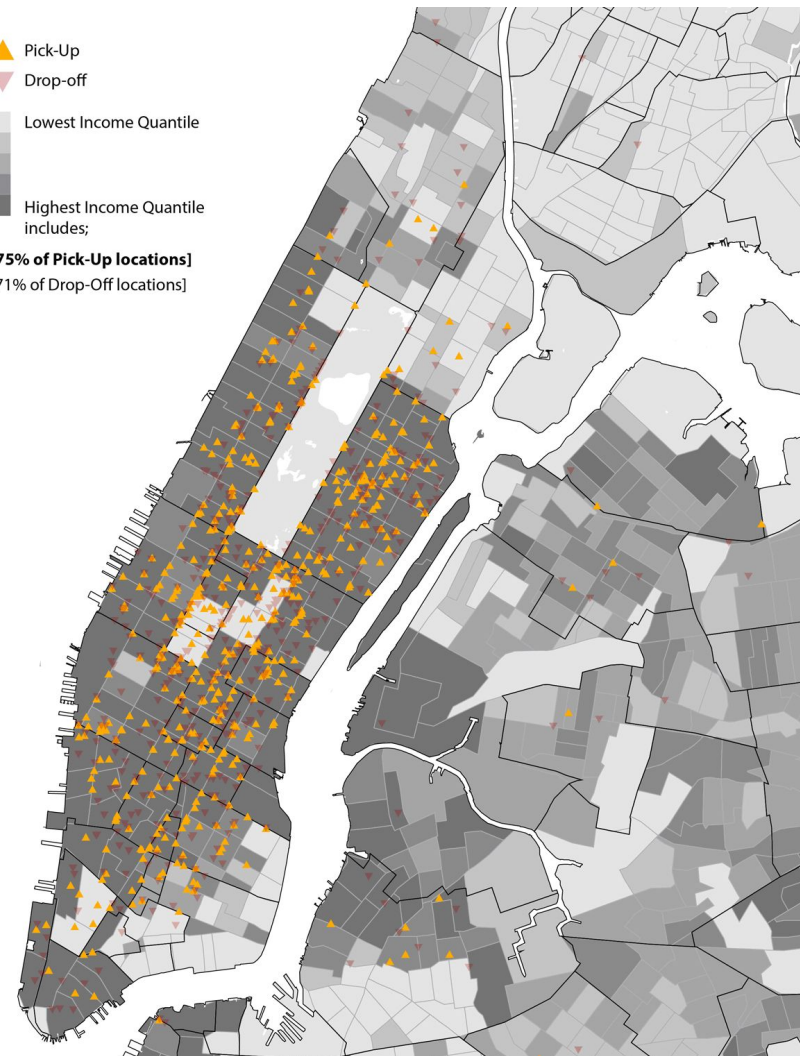 Pick-Up
Drop-off
Lowest Income Quantile
Highest Income Quantile
includes;
75% of Pick-Up locations]
71% of Drop-Off locations]